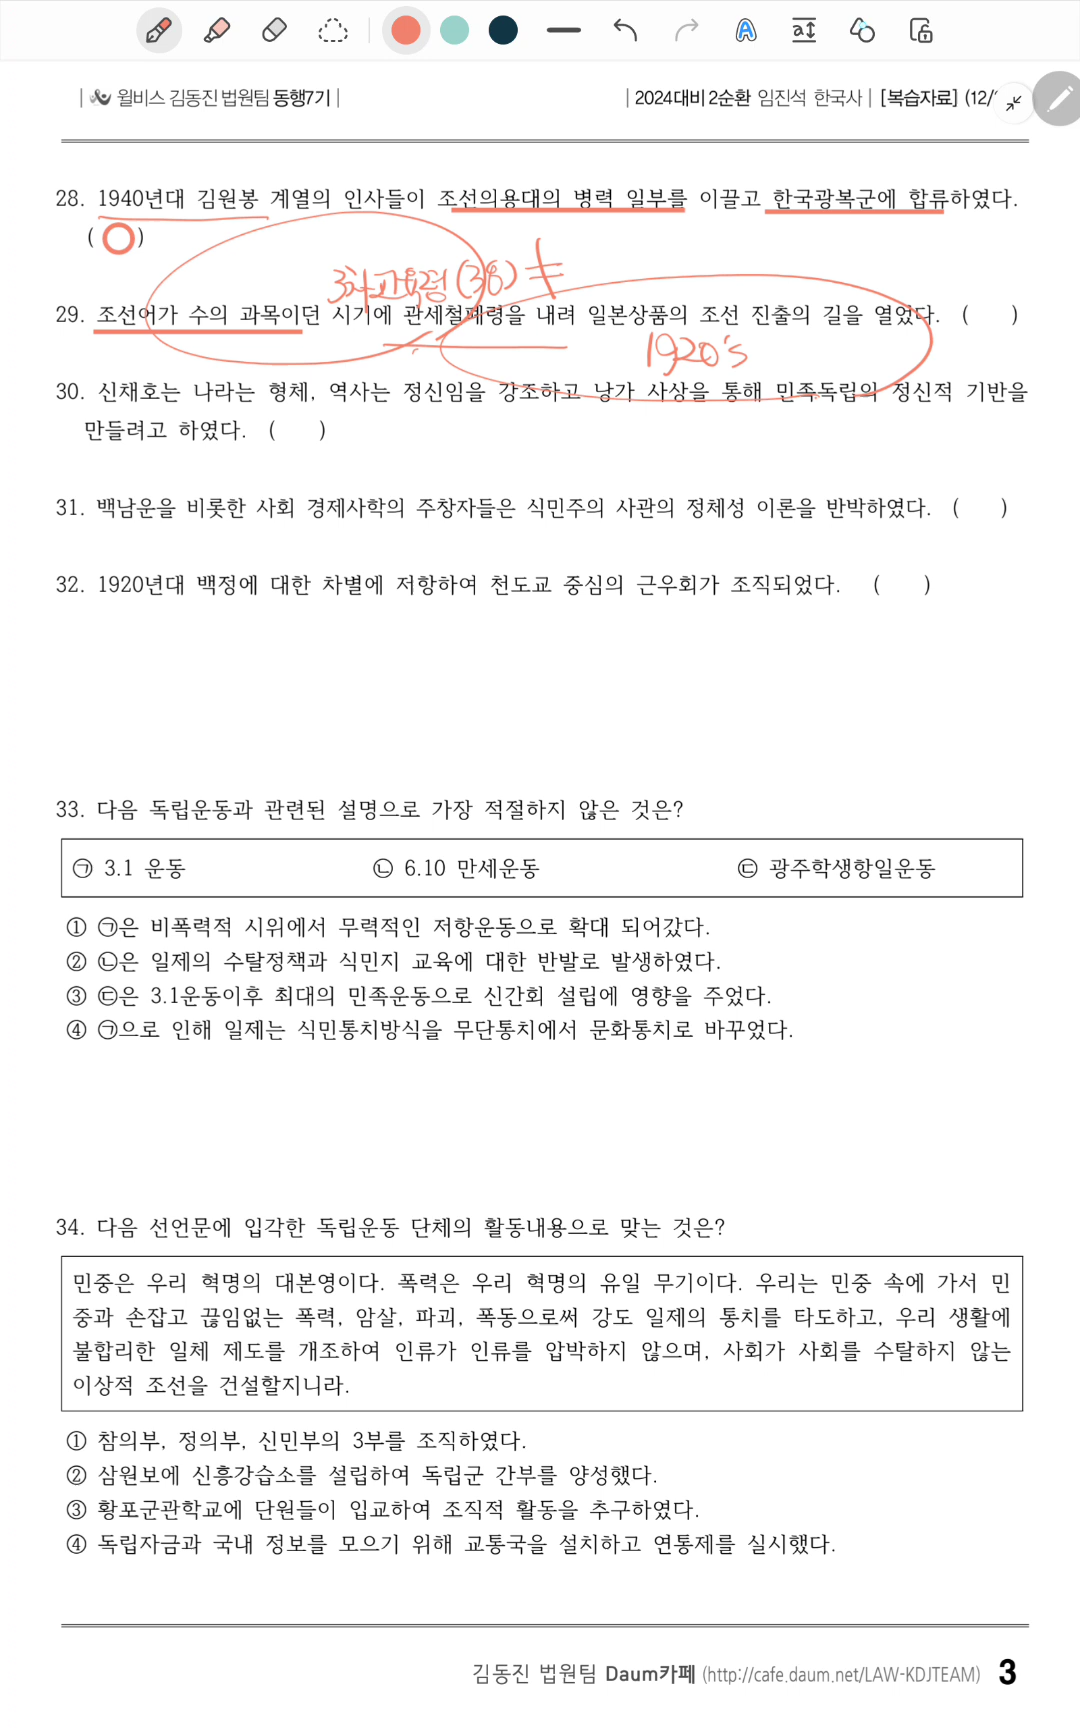 윌비스 김동진 법원팀 동행7기
2024대비 2순환 임진석 한국사 | [복습자료] (12/
28. 1940년대 김원봉 계열의 인사들이 조선의용대의 병력 일부를 이끌고 한국광복군에 합류하였다.
( O )
3차교육령 (38) ≠
29. 조선어가 수의 과목이던 시기에 관세철폐령을 내려 일본상품의 조선 진출의 길을 열었다. ( )
1920's
30. 신채호는 나라는 형체, 역사는 정신임을 강조하고 낭가 사상을 통해 민족독립의 정신적 기반을
만들려고 하였다. ( )
31. 백남운을 비롯한 사회 경제사학의 주창자들은 식민주의 사관의 정체성 이론을 반박하였다. ( )
32. 1920년대 백정에 대한 차별에 저항하여 천도교 중심의 근우회가 조직되었다. ( )
33. 다음 독립운동과 관련된 설명으로 가장 적절하지 않은 것은?
㉠ 3.1 운동 ㉡ 6.10 만세운동 ㉢ 광주학생항일운동
① ㉠은 비폭력적 시위에서 무력적인 저항운동으로 확대 되어갔다.
② ㉡은 일제의 수탈정책과 식민지 교육에 대한 반발로 발생하였다.
③ ㉢은 3.1운동이후 최대의 민족운동으로 신간회 설립에 영향을 주었다.
④ ㉠으로 인해 일제는 식민통치방식을 무단통치에서 문화통치로 바꾸었다.
34. 다음 선언문에 입각한 독립운동 단체의 활동내용으로 맞는 것은?
민중은 우리 혁명의 대본영이다. 폭력은 우리 혁명의 유일 무기이다. 우리는 민중 속에 가서 민
중과 손잡고 끊임없는 폭력, 암살, 파괴, 폭동으로써 강도 일제의 통치를 타도하고, 우리 생활에
불합리한 일체 제도를 개조하여 인류가 인류를 압박하지 않으며, 사회가 사회를 수탈하지 않는
이상적 조선을 건설할지니라.
① 참의부, 정의부, 신민부의 3부를 조직하였다.
② 삼원보에 신흥강습소를 설립하여 독립군 간부를 양성했다.
③ 황포군관학교에 단원들이 입교하여 조직적 활동을 추구하였다.
④ 독립자금과 국내 정보를 모으기 위해 교통국을 설치하고 연통제를 실시했다.
김동진 법원팀 Daum카페 (http://cafe.daum.net/LAW-KDJTEAM) 3